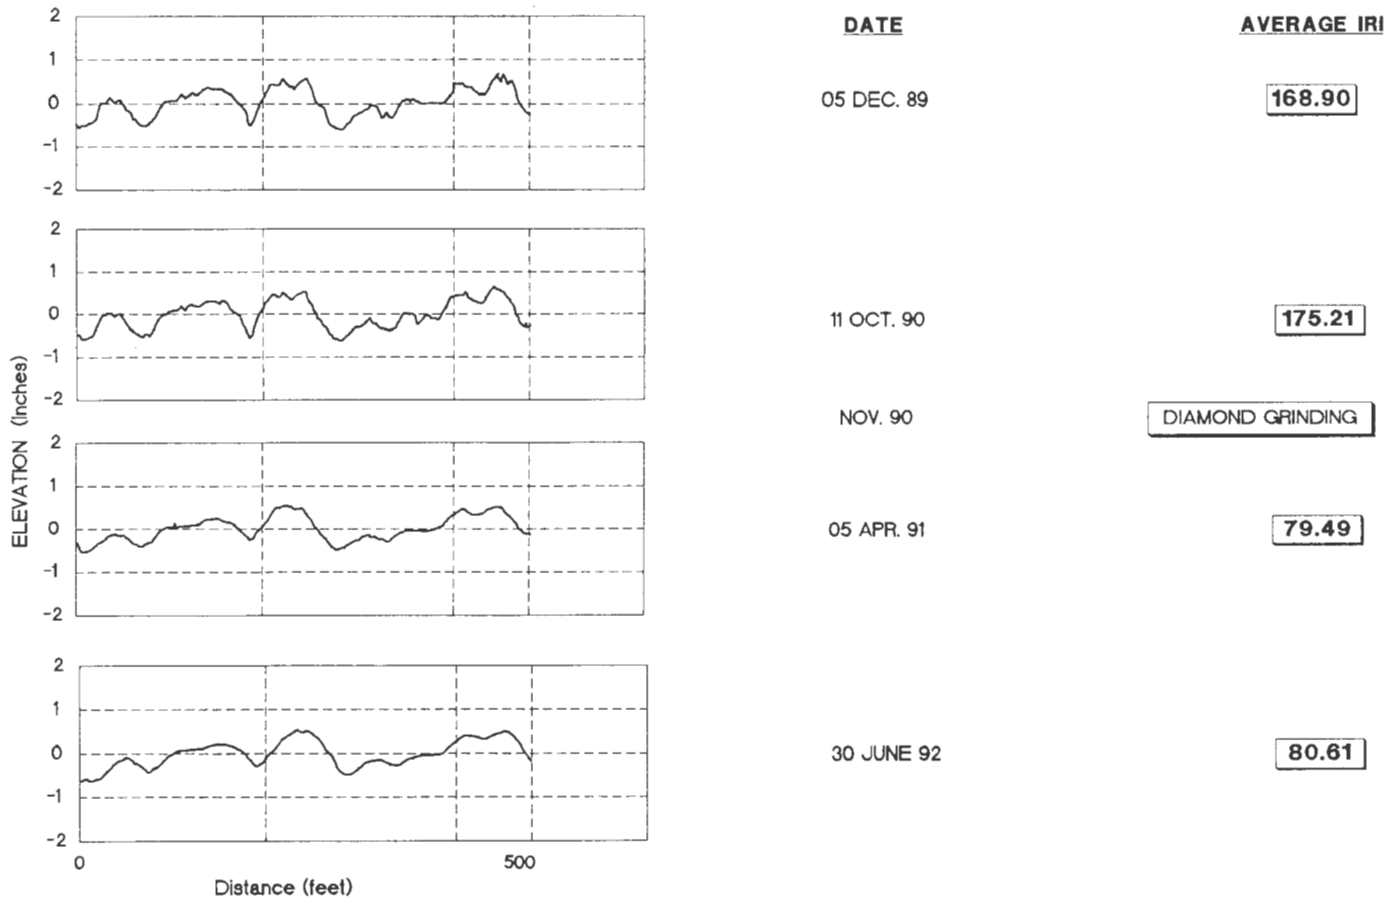 DATE AVERAGE IRI
2
1
0
-1
-2
05 DEC. 89 168.90
2
1
0
-1
-2
11 OCT. 90 175.21
NOV. 90 DIAMOND GRINDING
ELEVATION (Inches)
2
1
0
-1
-2
05 APR. 91 79.49
2
1
0
-1
-2
30 JUNE 92 80.61
0 500
Distance (feet)